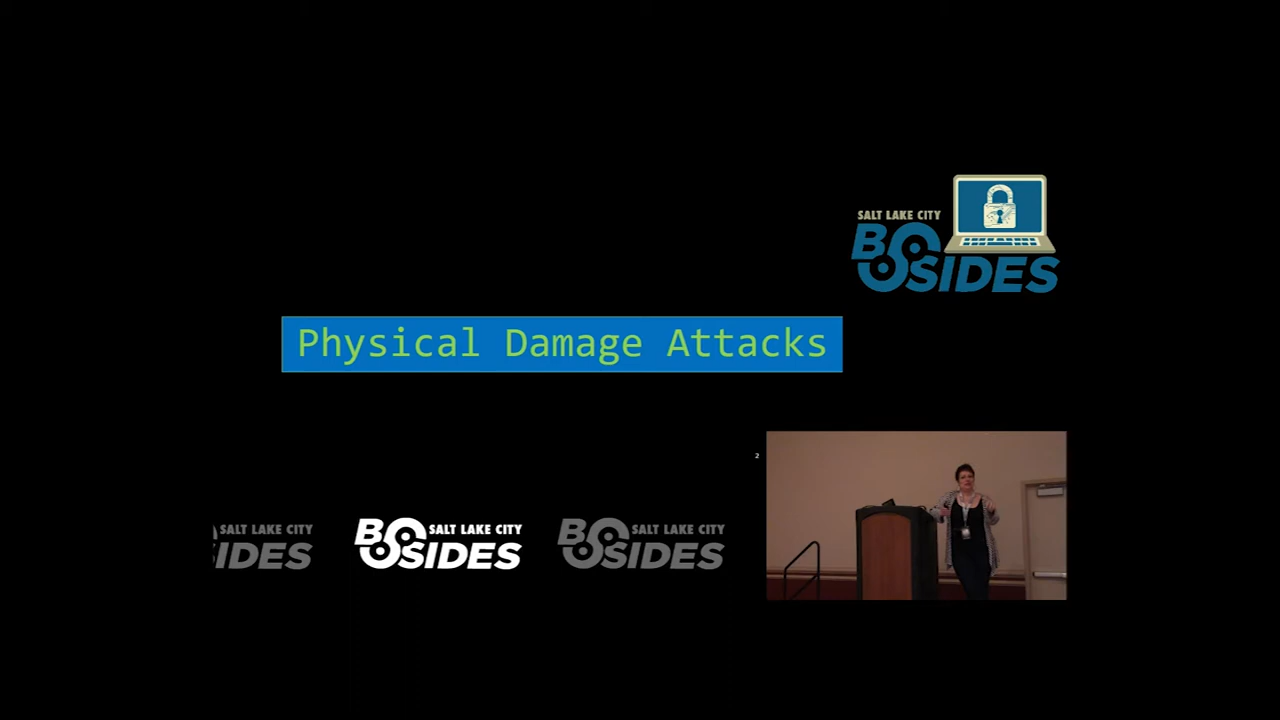 SALT LAKE CITY
BSIDES
Physical Damage Attacks
2
SALT LAKE CITY
SIDES
SALT LAKE CITY
BSIDES
SALT LAKE CITY
BSIDES